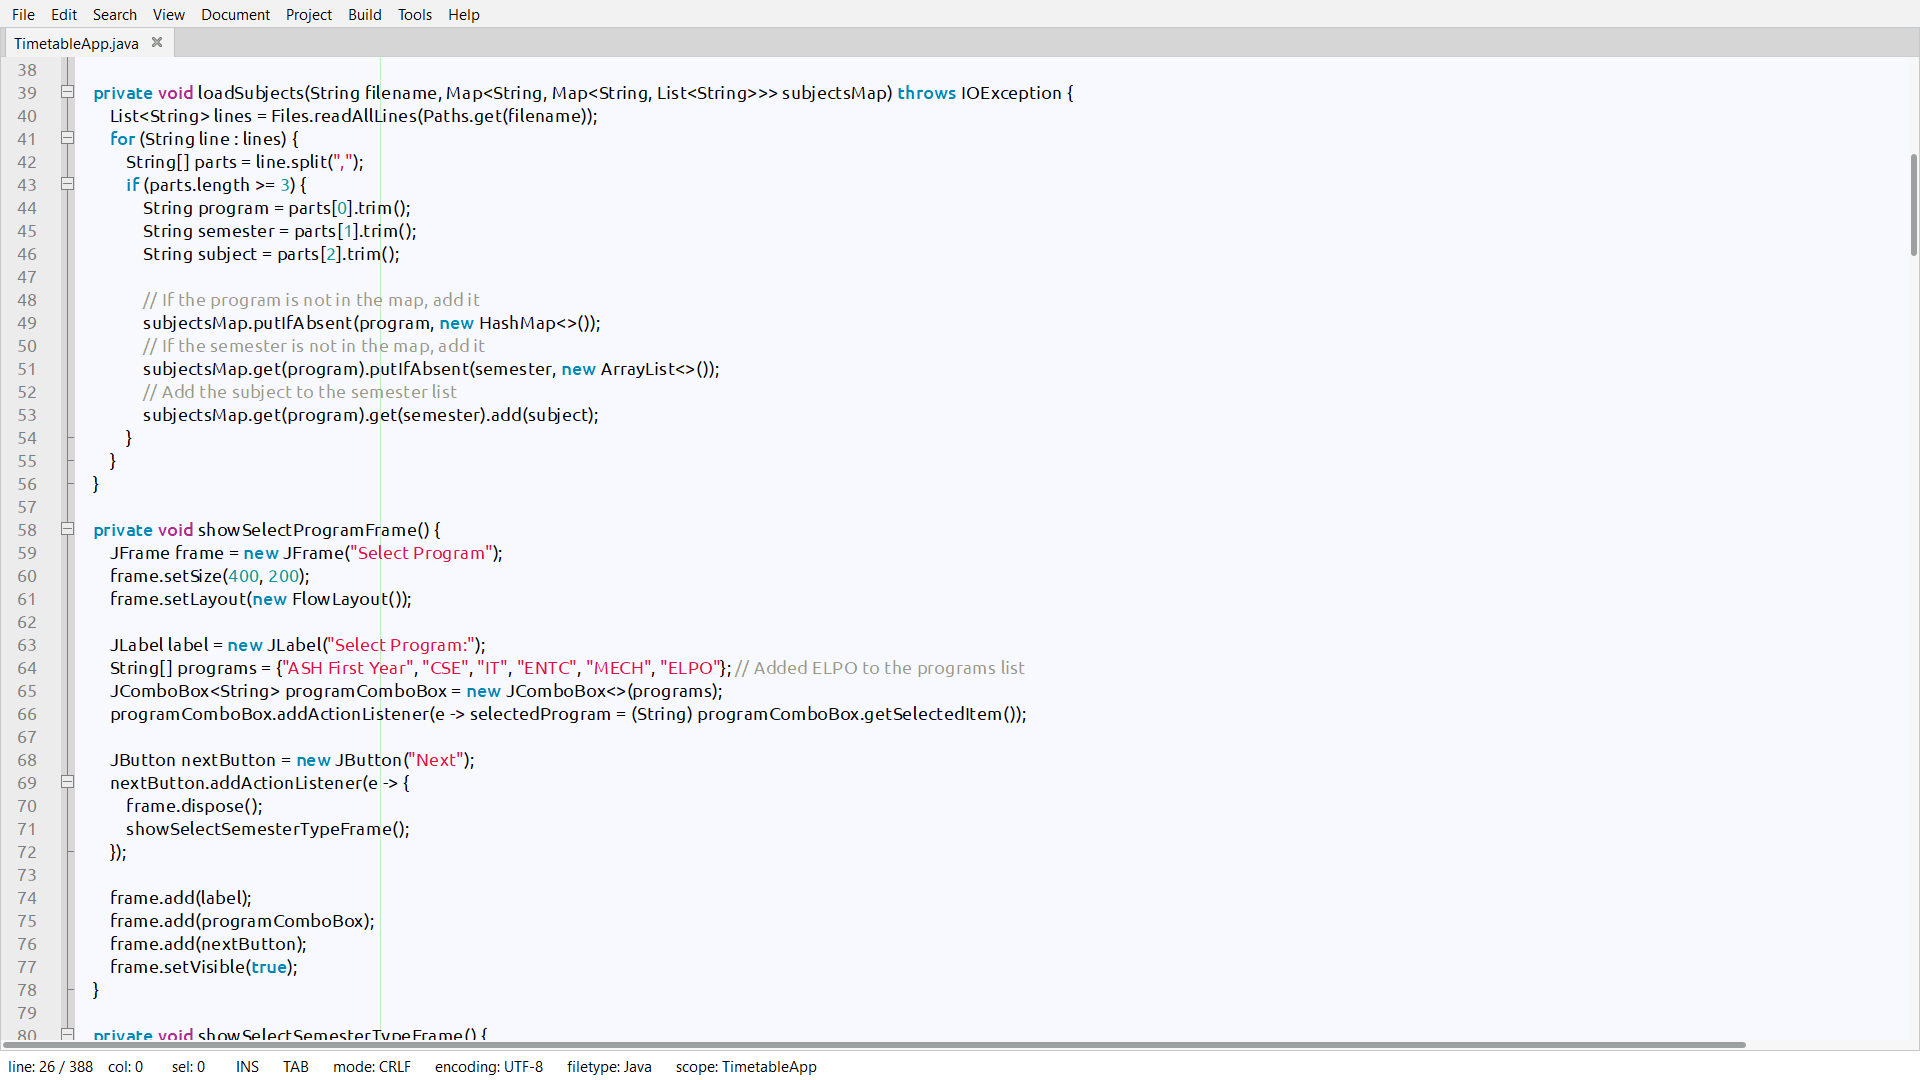 File Edit Search View Document Project Build Tools Help
TimetableApp.java
38
39 private void loadSubjects(String filename, Map<String, Map<String, List<String>>> subjectsMap) throws IOException {
40 List<String> lines = Files.readAllLines(Paths.get(filename));
41 for (String line : lines) {
42 String[] parts = line.split(",");
43 if (parts.length >= 3) {
44 String program = parts[0].trim();
45 String semester = parts[1].trim();
46 String subject = parts[2].trim();
47
48 // If the program is not in the map, add it
49 subjectsMap.putIfAbsent(program, new HashMap<>());
50 // If the semester is not in the map, add it
51 subjectsMap.get(program).putIfAbsent(semester, new ArrayList<>());
52 // Add the subject to the semester list
53 subjectsMap.get(program).get(semester).add(subject);
54 }
55 }
56 }
57
58 private void showSelectProgramFrame() {
59 JFrame frame = new JFrame("Select Program");
60 frame.setSize(400, 200);
61 frame.setLayout(new FlowLayout());
62
63 JLabel label = new JLabel("Select Program:");
64 String[] programs = {"ASH First Year", "CSE", "IT", "ENTC", "MECH", "ELPO"}; // Added ELPO to the programs list
65 JComboBox<String> programComboBox = new JComboBox<>(programs);
66 programComboBox.addActionListener(e -> selectedProgram = (String) programComboBox.getSelectedItem());
67
68 JButton nextButton = new JButton("Next");
69 nextButton.addActionListener(e -> {
70 frame.dispose();
71 showSelectSemesterTypeFrame();
72 });
73
74 frame.add(label);
75 frame.add(programComboBox);
76 frame.add(nextButton);
77 frame.setVisible(true);
78 }
79
80 private void showSelectSemesterTypeFrame() {
line: 26 / 388 col: 0 sel: 0 INS TAB mode: CRLF encoding: UTF-8 filetype: Java scope: TimetableApp